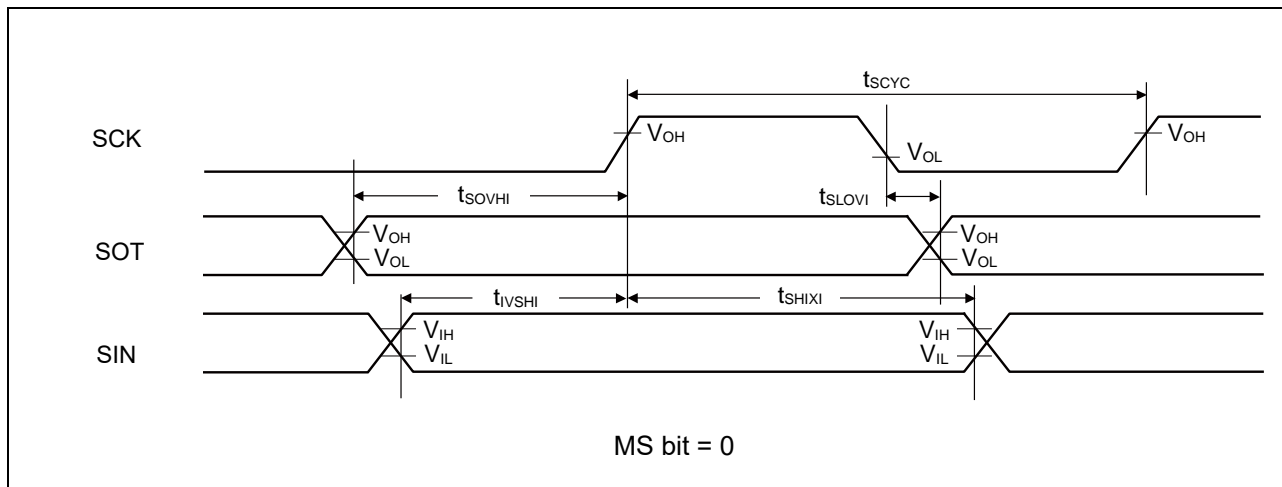 tSCYC
SCK
VOH
VOL
VOH
tSOVHI
tSLOVI
SOT
VOH
VOL
VOH
VOL
tIVSHI
tSHIXI
SIN
VIH
VIL
VIH
VIL
MS bit = 0